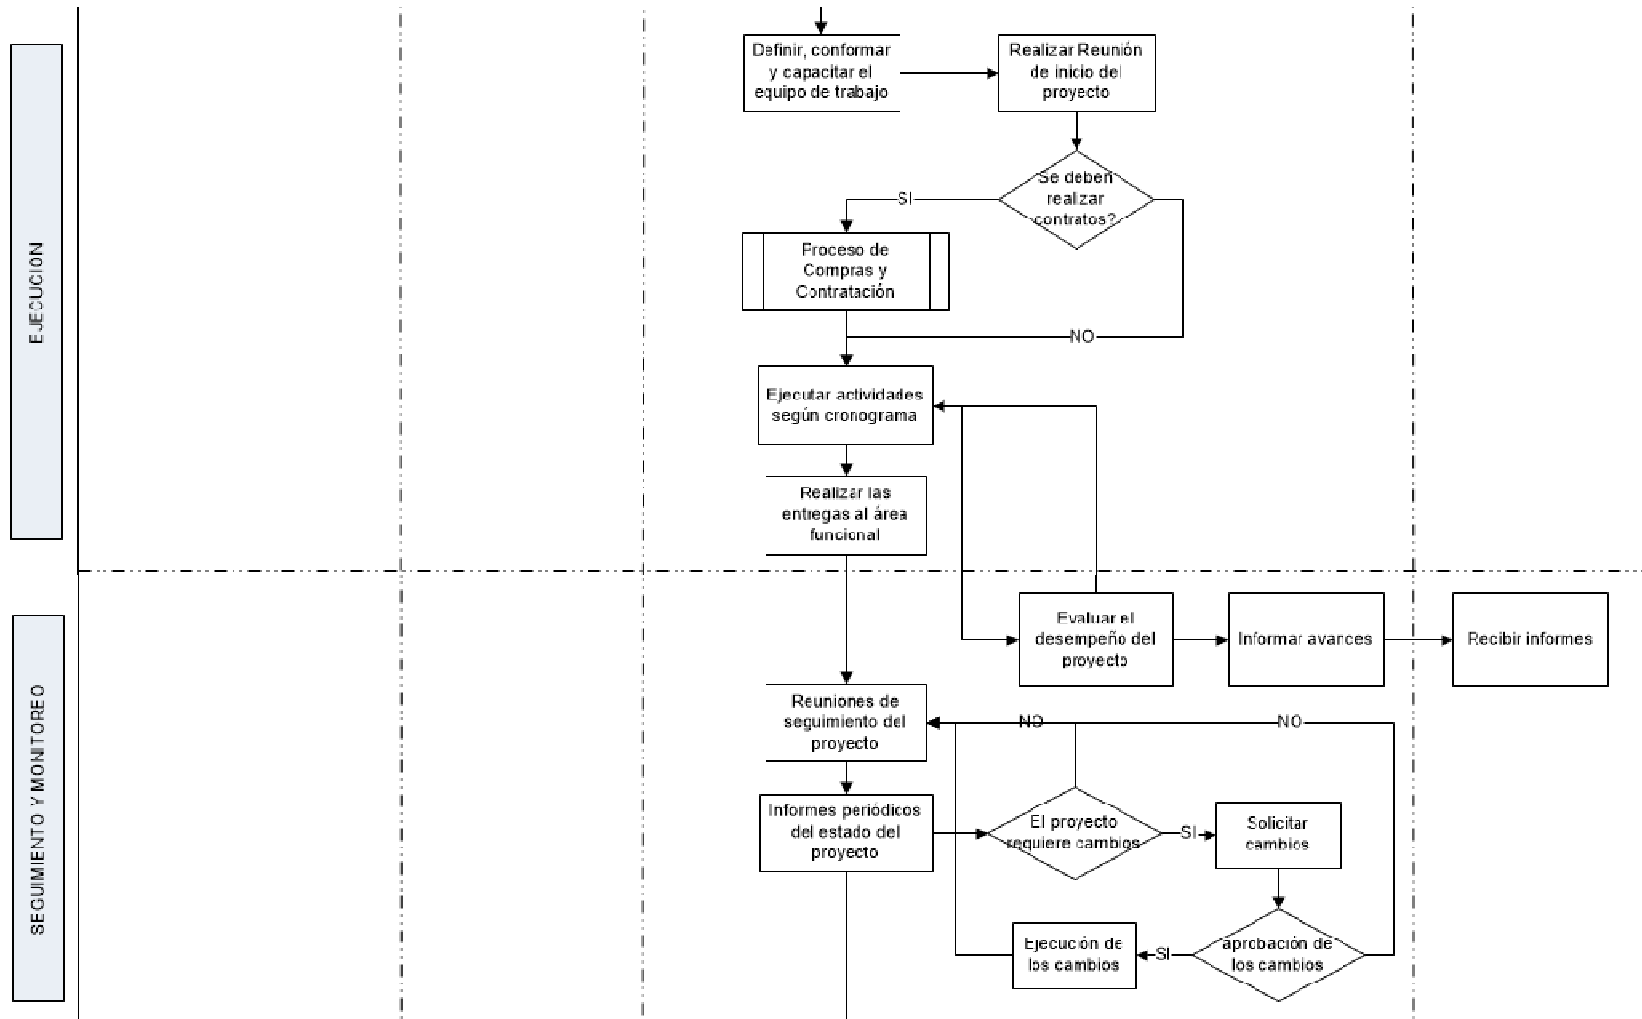 EJECUCION
Definir, conformar
y capacitar el
equipo de trabajo
Realizar Reunión
de inicio del
proyecto
Se deben
realizar
contratos?
SI
Proceso de
Compras y
Contratación
NO
Ejecutar actividades
según cronograma
Realizar las
entregas al área
funcional
SEGUIMIENTO Y MONITOREO
Evaluar el
desempeño del
proyecto
Informar avances
Recibir informes
Reuniones de
seguimiento del
proyecto
NO
NO
Informes periódicos
del estado del
proyecto
El proyecto
requiere cambios
SI
Solicitar
cambios
aprobación de
los cambios
SI
Ejecución de
los cambios